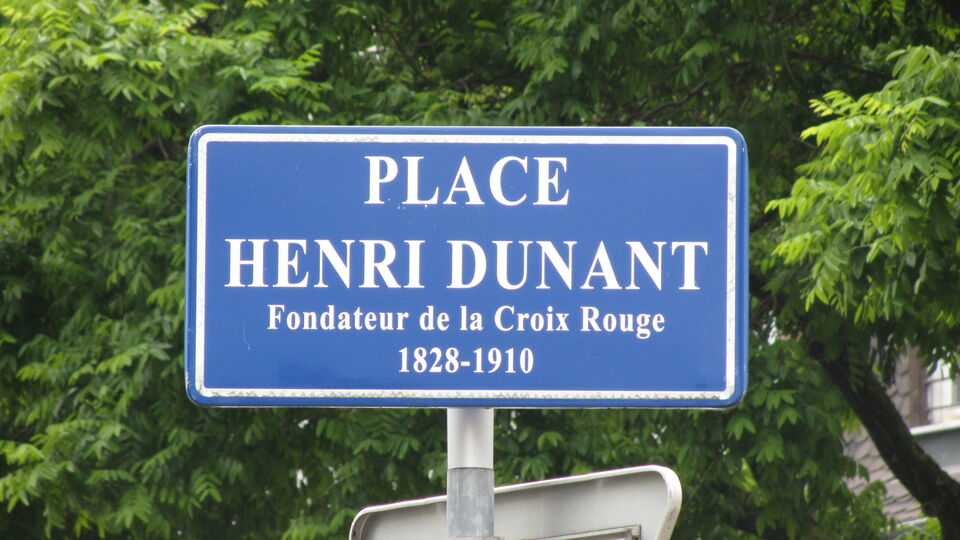 PLACE
HENRI DUNANT
Fondateur de la Croix Rouge
1828-1910